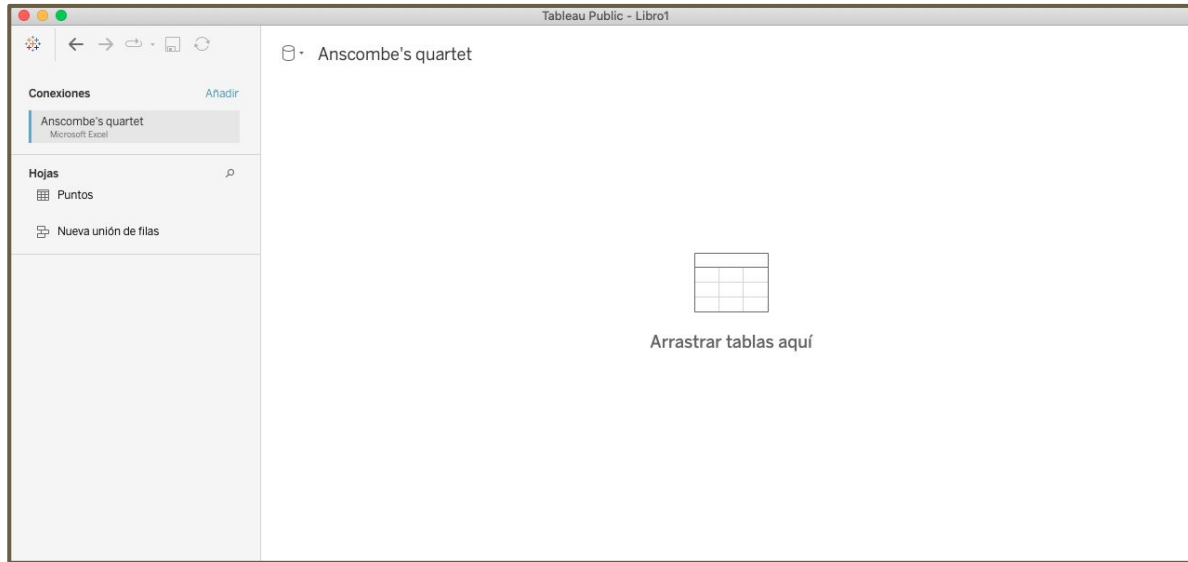 Tableau Public - Libro1
Anscombe's quartet
Conexiones Añadir
Anscombe's quartet
Microsoft Excel
Hojas
Puntos
Nueva unión de filas
Arrastrar tablas aquí